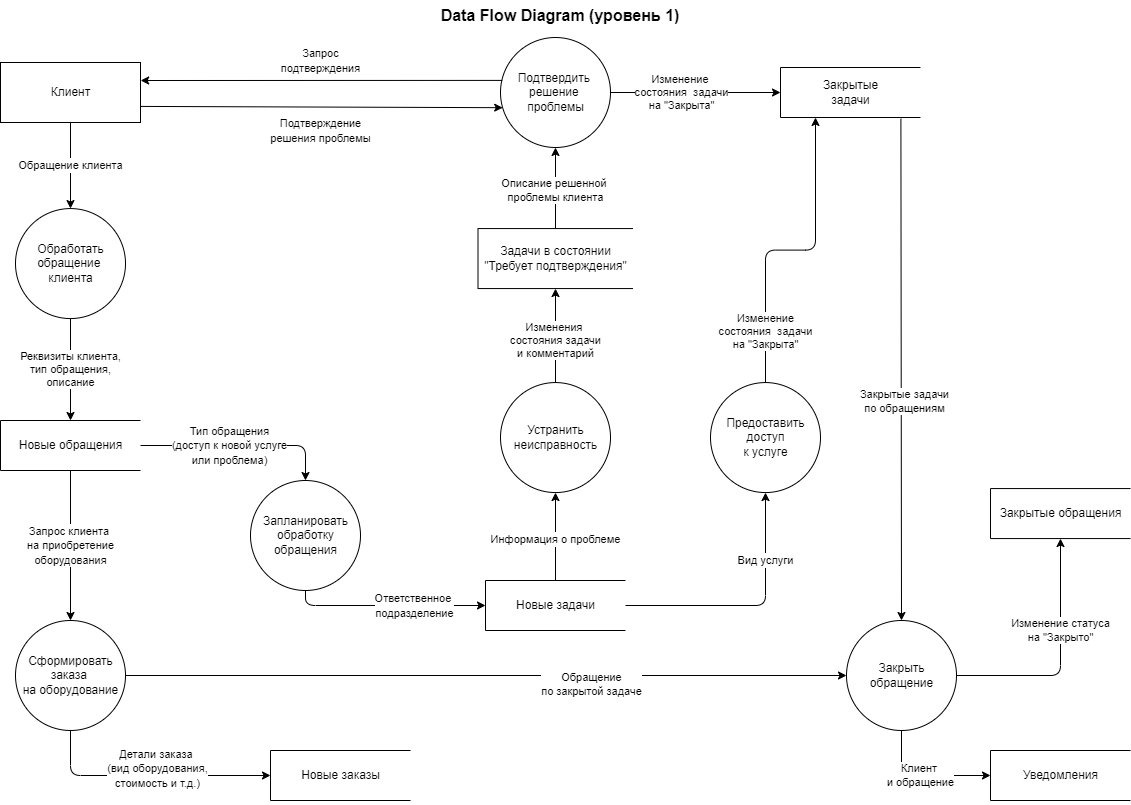 Data Flow Diagram (уровень 1)
Клиент
Запрос
подтверждения
Подтверждение
решения проблемы
Подтвердить
решение
проблемы
Изменение
состояния задачи
на "Закрыта"
Закрытые
задачи
Обращение клиента
Обработать
обращение
клиента
Описание решенной
проблемы клиента
Задачи в состоянии
"Требует подтверждения"
Изменения
состояния задачи
и комментарий
Изменение
состояния задачи
на "Закрыта"
Реквизиты клиента,
тип обращения,
описание
Закрытые задачи
по обращениям
Новые обращения
Тип обращения
(доступ к новой услуге
или проблема)
Устранить
неисправность
Предоставить
доступ
к услуге
Запланировать
обработку
обращения
Закрытые обращения
Запрос клиента
на приобретение
оборудования
Информация о проблеме
Вид услуги
Ответственное
подразделение
Новые задачи
Изменение статуса
на "Закрыто"
Сформировать
заказа
на оборудование
Обращение
по закрытой задаче
Закрыть
обращение
Детали заказа
(вид оборудования,
стоимость и т.д.)
Новые заказы
Клиент
и обращение
Уведомления